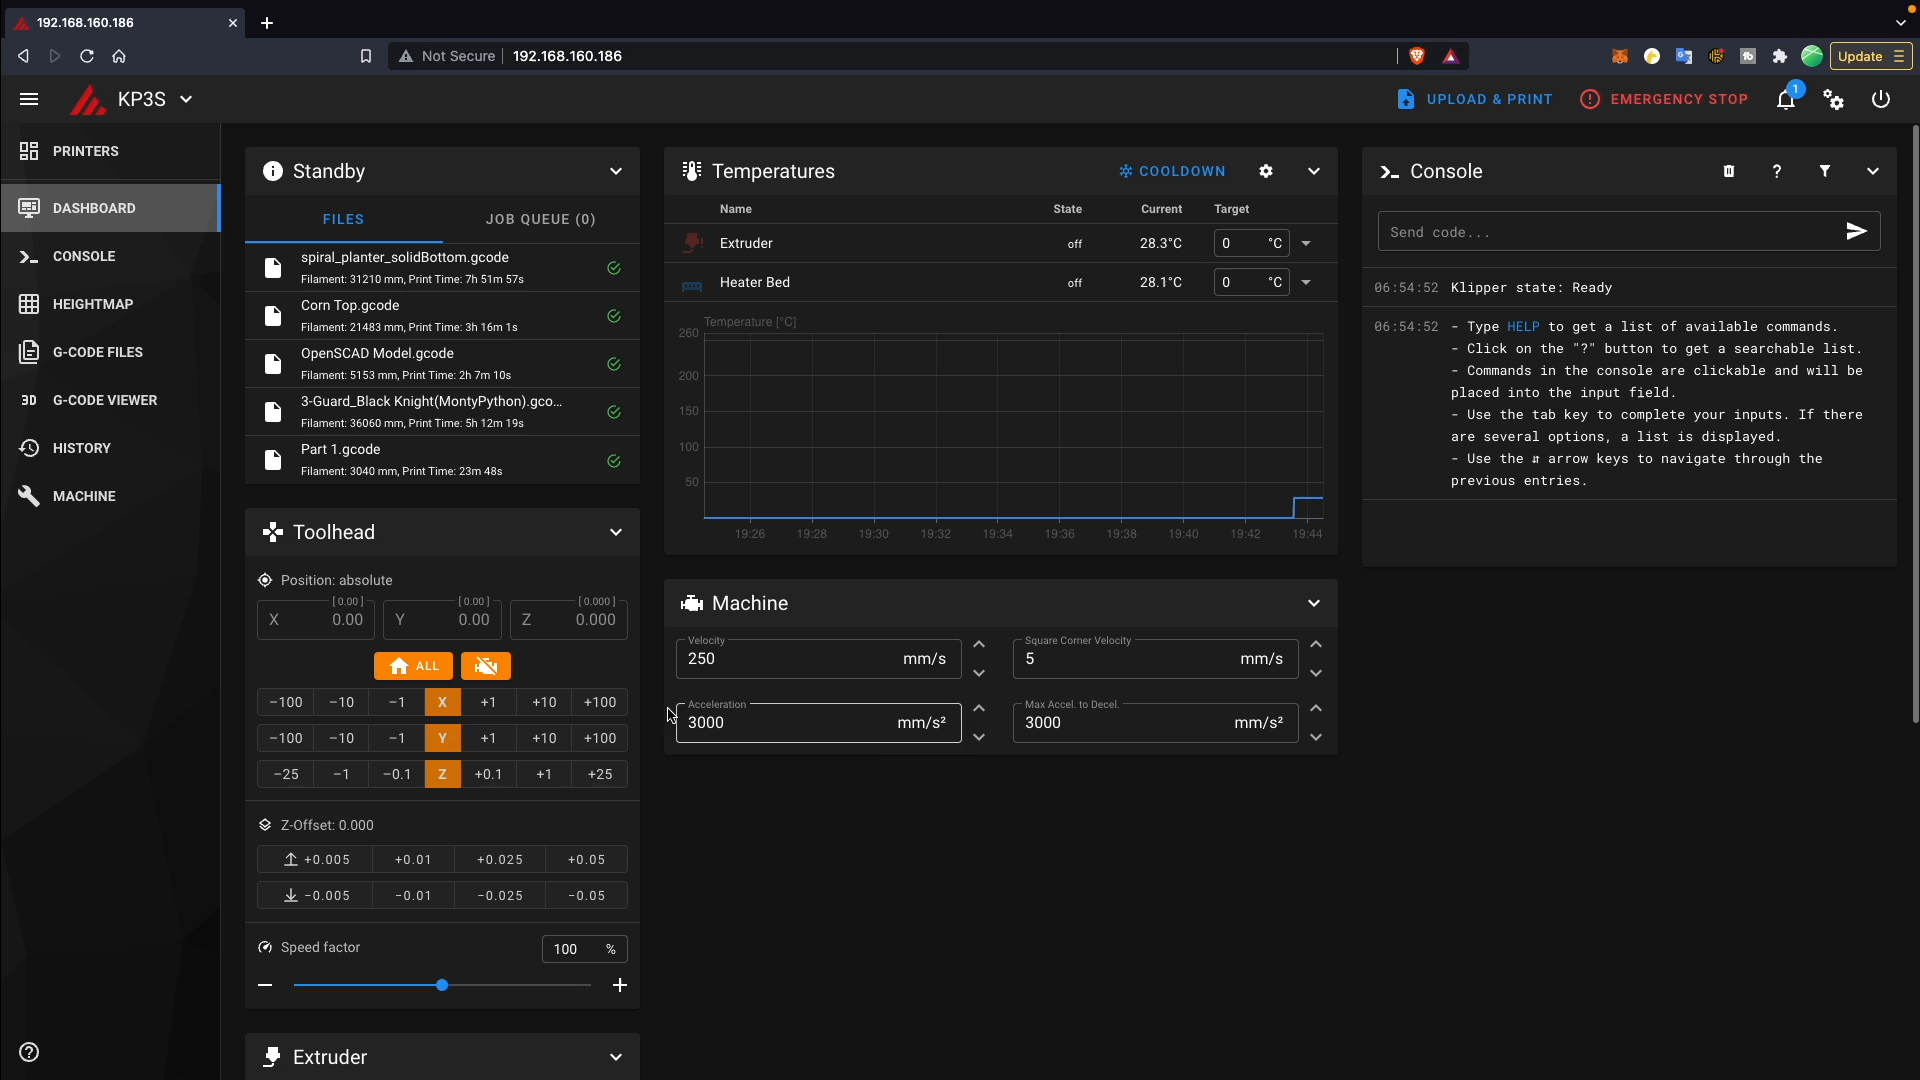 192.168.160.186
Not Secure
192.168.160.186
Update
KP3S
UPLOAD & PRINT
EMERGENCY STOP
1
PRINTERS
DASHBOARD
CONSOLE
HEIGHTMAP
G-CODE FILES
3D G-CODE VIEWER
HISTORY
MACHINE
Standby
FILES
JOB QUEUE (0)
spiral_planter_solidBottom.gcode
Filament: 31210 mm, Print Time: 7h 51m 57s
Corn Top.gcode
Filament: 21483 mm, Print Time: 3h 16m 1s
OpenSCAD Model.gcode
Filament: 5153 mm, Print Time: 2h 7m 10s
3-Guard_Black Knight(MontyPython).gco...
Filament: 36060 mm, Print Time: 5h 12m 19s
Part 1.gcode
Filament: 3040 mm, Print Time: 23m 48s
Toolhead
Position: absolute
[ 0.00 ] [ 0.00 ] [ 0.000 ]
X 0.00 Y 0.00 Z 0.000
ALL
−100 −10 −1 X +1 +10 +100
−100 −10 −1 Y +1 +10 +100
−25 −1 −0.1 Z +0.1 +1 +25
Z-Offset: 0.000
+0.005 +0.01 +0.025 +0.05
−0.005 −0.01 −0.025 −0.05
Speed factor 100 %
Extruder
Temperatures
COOLDOWN
Name State Current Target
Extruder off 28.3°C 0 °C
Heater Bed off 28.1°C 0 °C
Temperature [°C]
260
200
150
100
50
19:26 19:28 19:30 19:32 19:34 19:36 19:38 19:40 19:42 19:44
Machine
Velocity
250 mm/s
Square Corner Velocity
5 mm/s
Acceleration
3000 mm/s²
Max Accel. to Decel.
3000 mm/s²
Console
Send code...
06:54:52 Klipper state: Ready
06:54:52 - Type HELP to get a list of available commands.
- Click on the "?" button to get a searchable list.
- Commands in the console are clickable and will be
placed into the input field.
- Use the tab key to complete your inputs. If there
are several options, a list is displayed.
- Use the ⇵ arrow keys to navigate through the
previous entries.